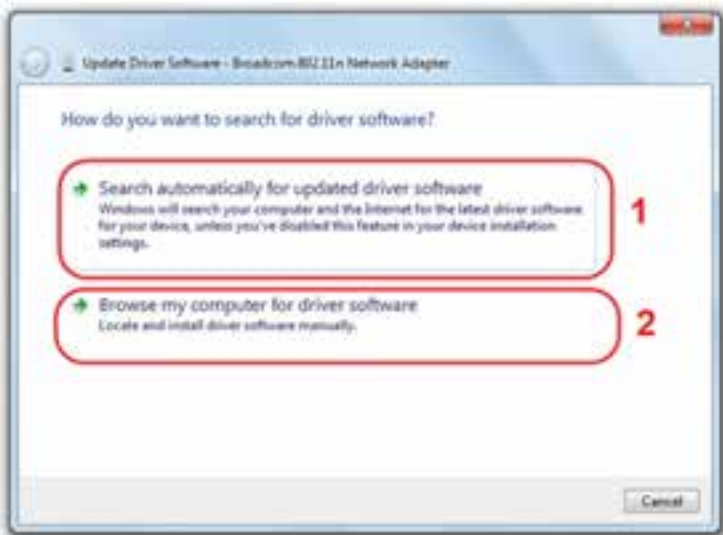 Update Driver Software - Broadcom 802.11n Network Adapter
How do you want to search for driver software?
Search automatically for updated driver software
Windows will search your computer and the Internet for the latest driver software
for your device, unless you've disabled this feature in your device installation
settings.
1
Browse my computer for driver software
Locate and install driver software manually.
2
Cancel